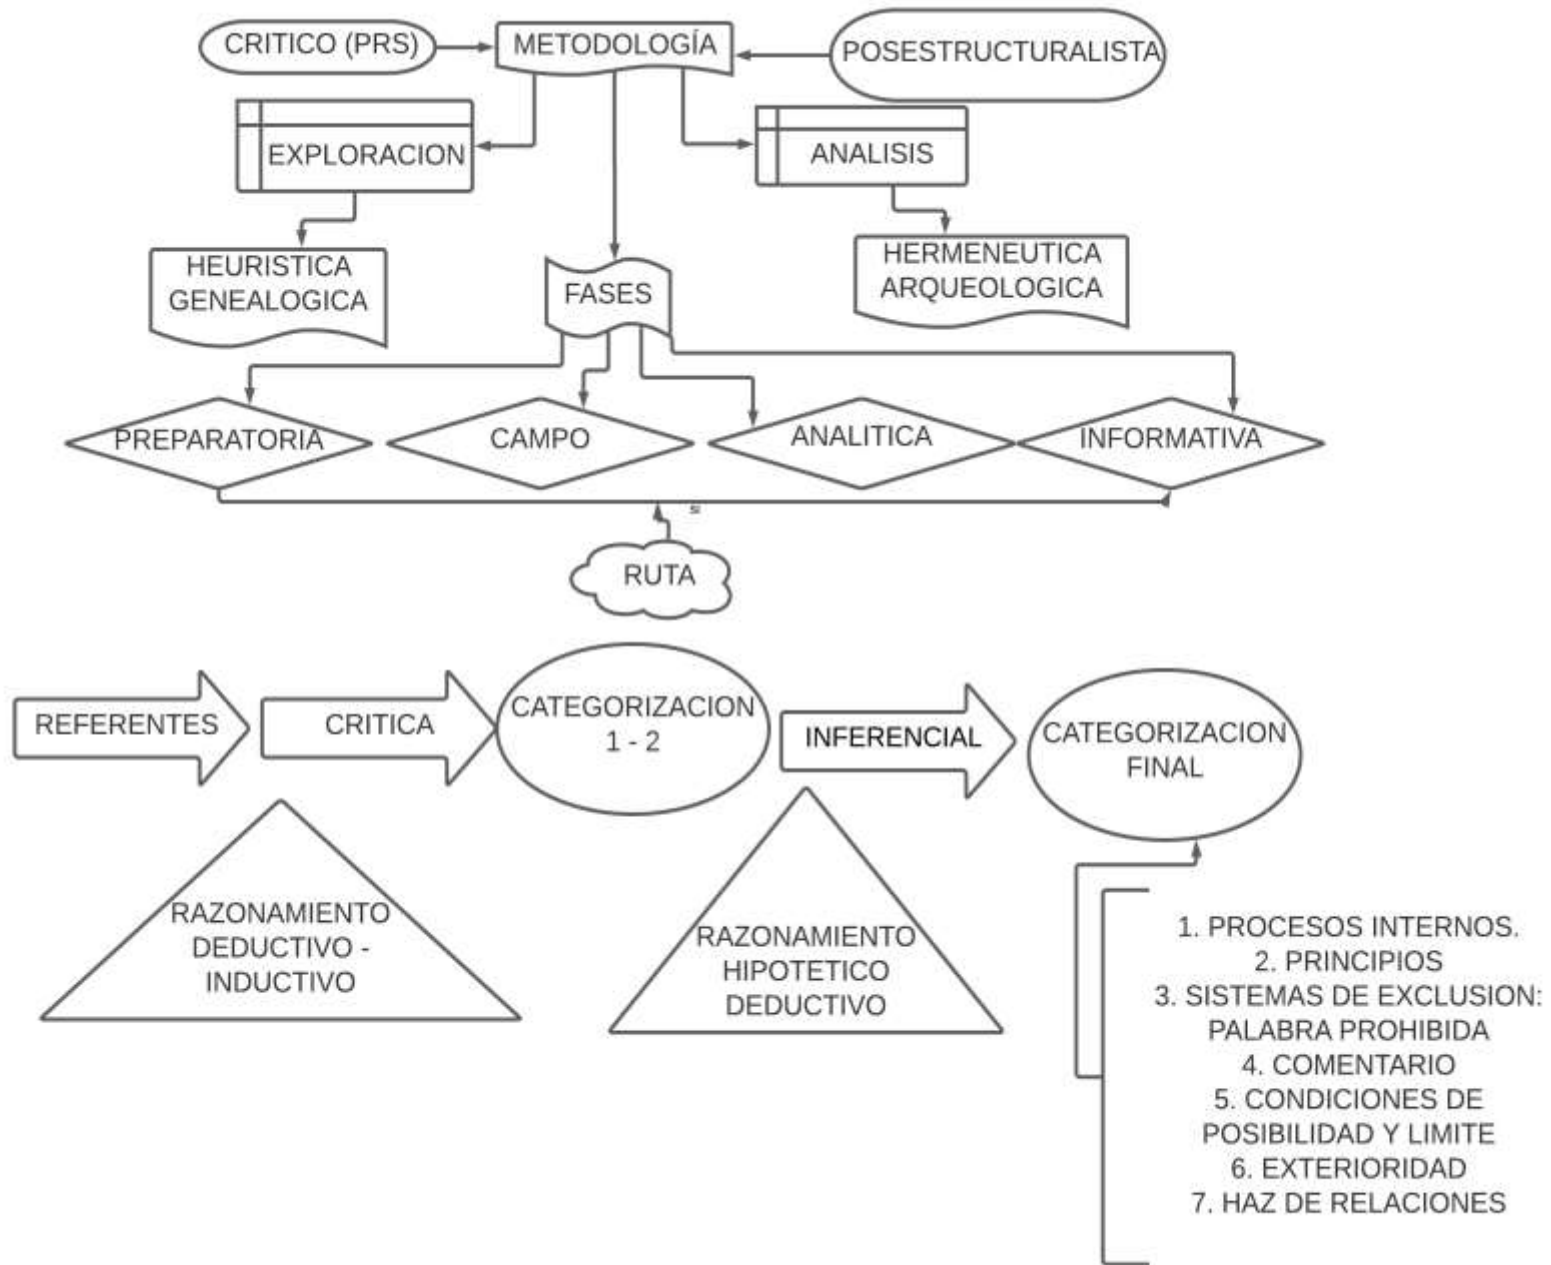 CRITICO (PRS)
METODOLOGÍA
POSESTRUCTURALISTA
EXPLORACION
ANALISIS
HEURISTICA
GENEALOGICA
FASES
HERMENEUTICA
ARQUEOLOGICA
PREPARATORIA
CAMPO
ANALITICA
INFORMATIVA
RUTA
REFERENTES
CRITICA
CATEGORIZACION
1 - 2
INFERENCIAL
CATEGORIZACION
FINAL
RAZONAMIENTO
DEDUCTIVO -
INDUCTIVO
RAZONAMIENTO
HIPOTETICO
DEDUCTIVO
1. PROCESOS INTERNOS.
2. PRINCIPIOS
3. SISTEMAS DE EXCLUSION:
PALABRA PROHIBIDA
4. COMENTARIO
5. CONDICIONES DE
POSIBILIDAD Y LIMITE
6. EXTERIORIDAD
7. HAZ DE RELACIONES